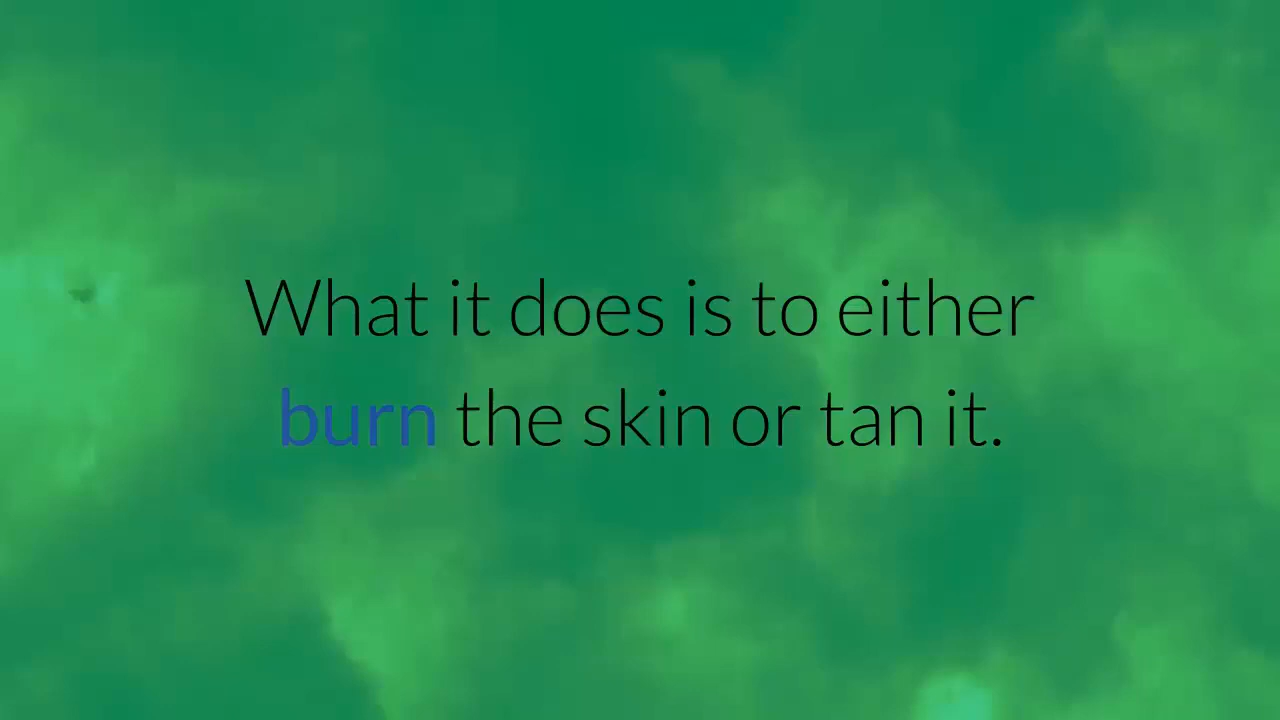 What it does is to either
burn the skin or tan it.